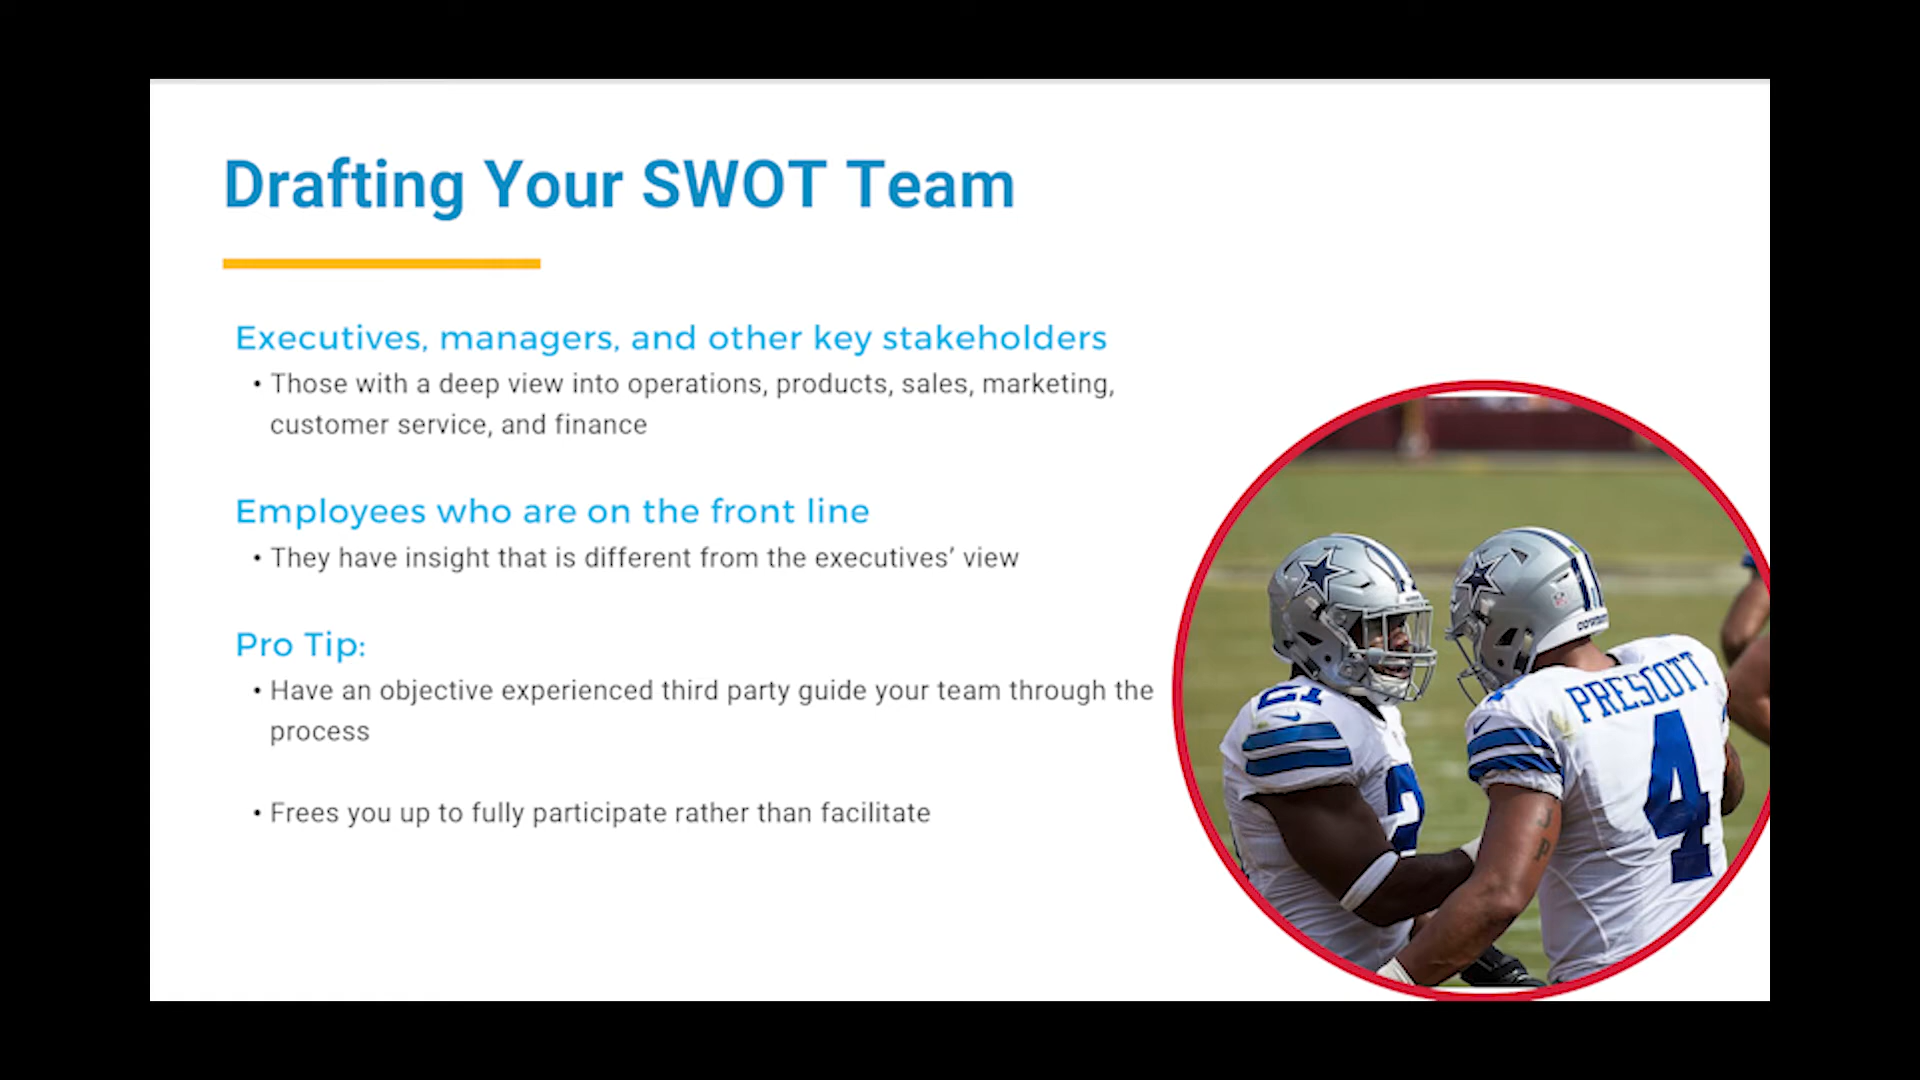 Drafting Your SWOT Team
Executives, managers, and other key stakeholders
• Those with a deep view into operations, products, sales, marketing,
customer service, and finance
Employees who are on the front line
• They have insight that is different from the executives’ view
Pro Tip:
• Have an objective experienced third party guide your team through the
process
• Frees you up to fully participate rather than facilitate
COWBOYS
21
2
PRESCOTT
4
J
P